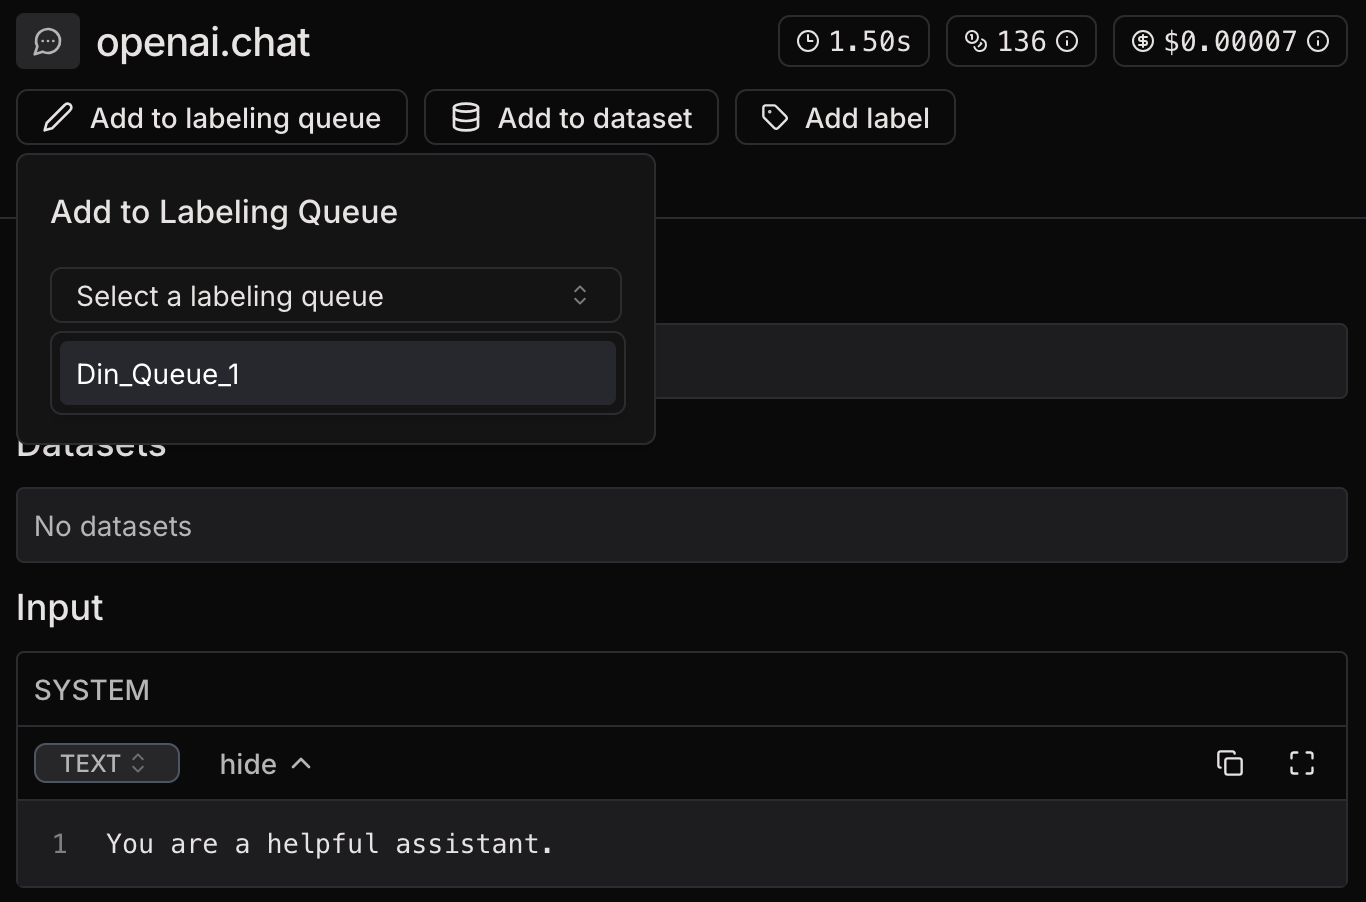 openai.chat
1.50s
136
$0.00007
Add to labeling queue
Add to dataset
Add label
Add to Labeling Queue
Select a labeling queue
Din_Queue_1
Datasets
No datasets
Input
SYSTEM
TEXT
hide
1 You are a helpful assistant.